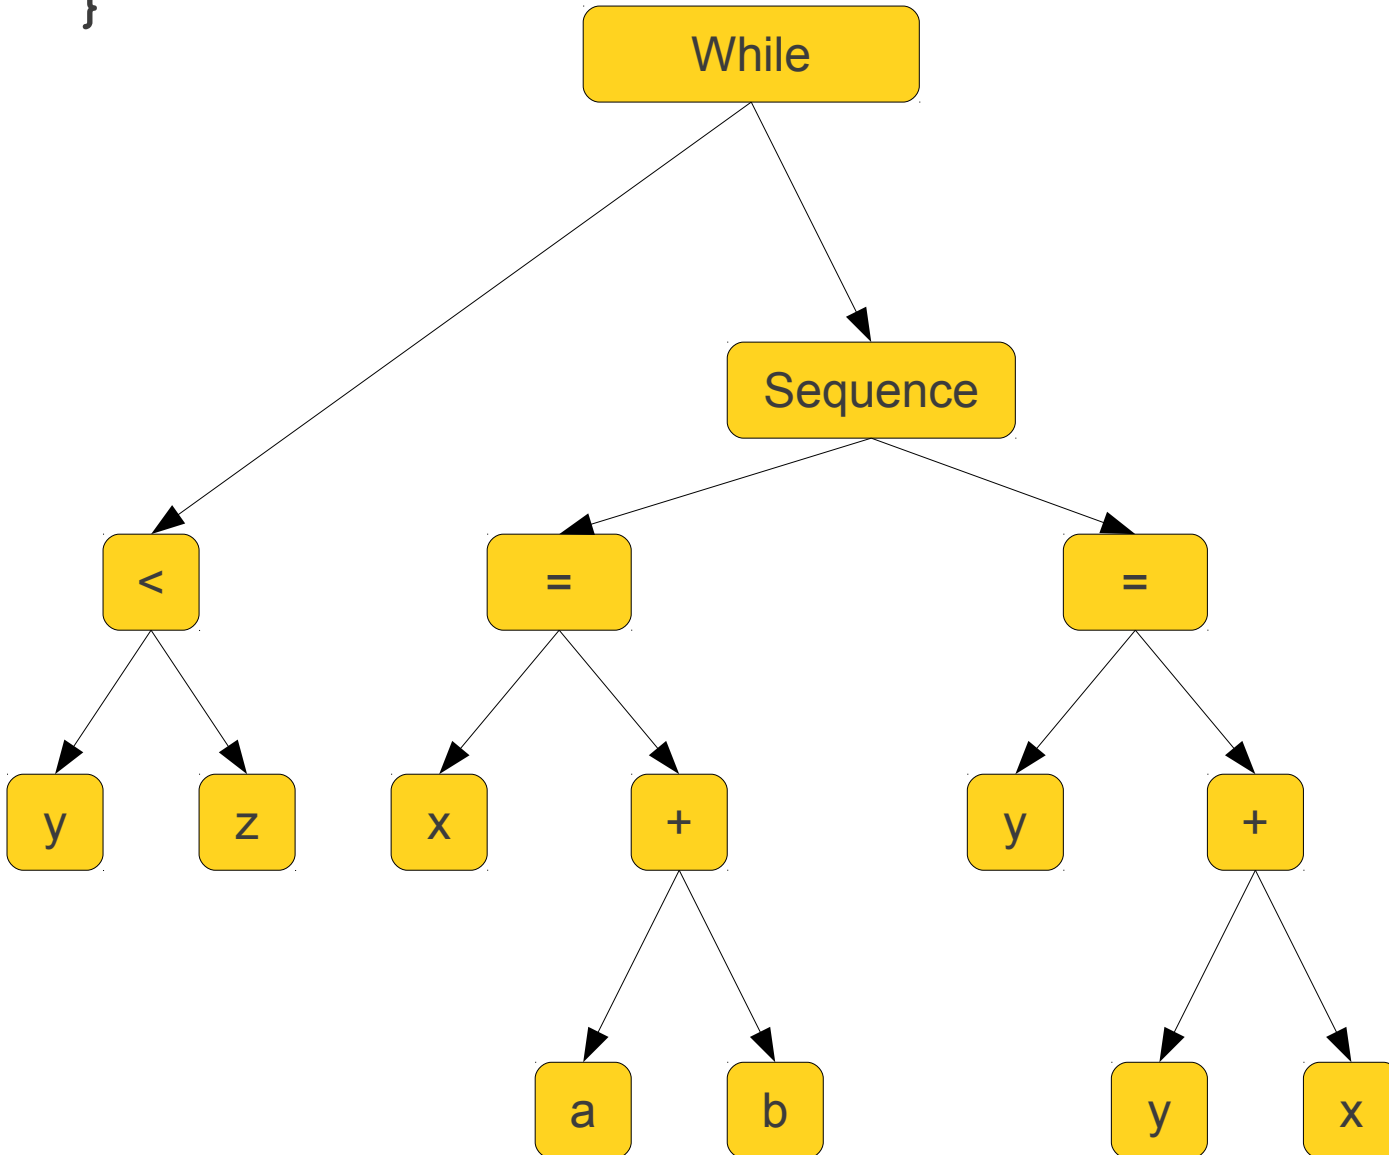 }
While
Sequence
< = =
y z x + y +
a b y x